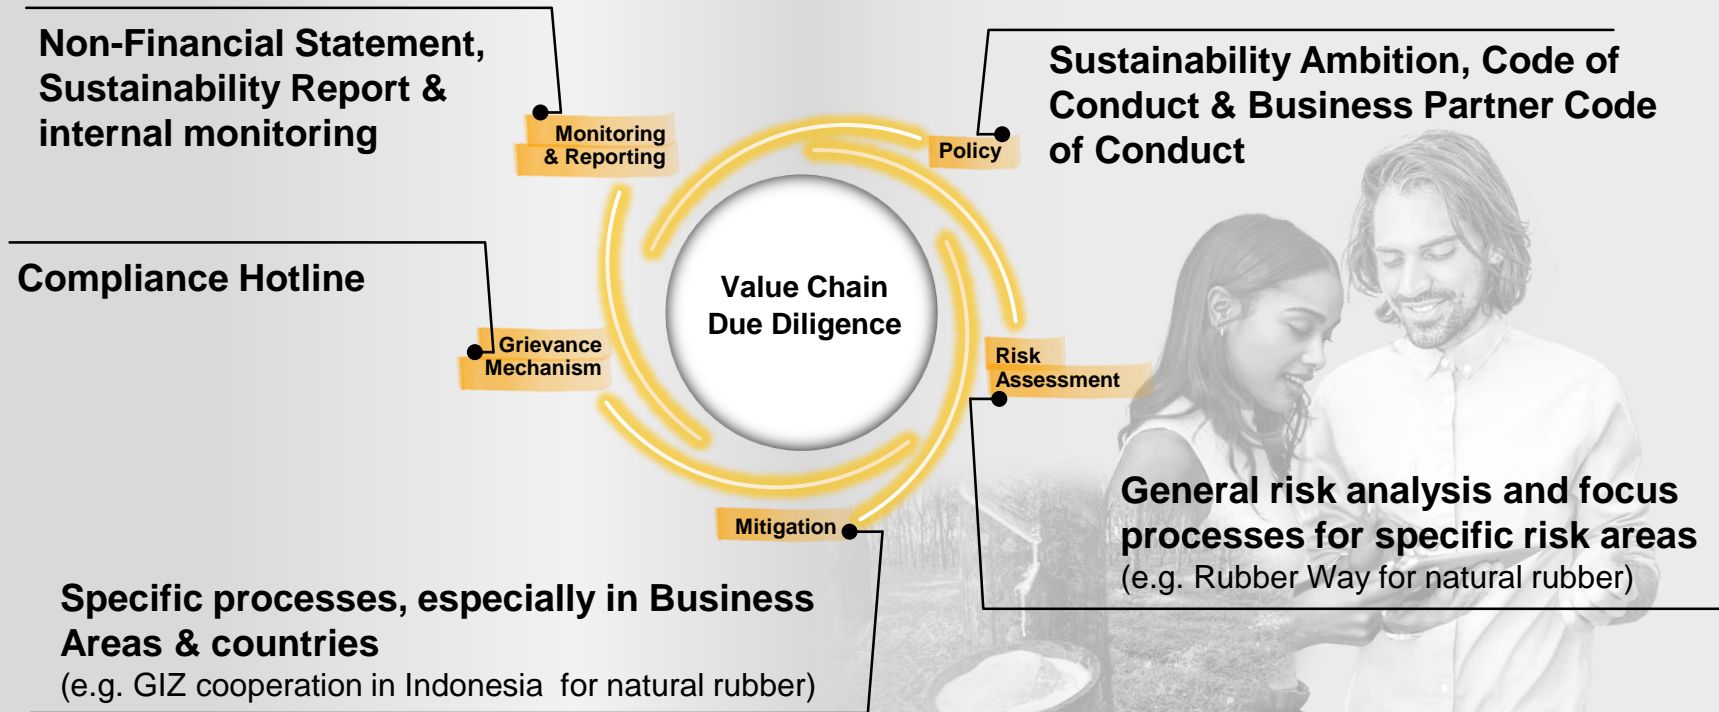 Non-Financial Statement,
Sustainability Report &
internal monitoring
Monitoring
& Reporting
Sustainability Ambition, Code of
Conduct & Business Partner Code
of Conduct
Policy
Compliance Hotline
Grievance
Mechanism
Value Chain
Due Diligence
Risk
Assessment
General risk analysis and focus
processes for specific risk areas
(e.g. Rubber Way for natural rubber)
Mitigation
Specific processes, especially in Business
Areas & countries
(e.g. GIZ cooperation in Indonesia for natural rubber)